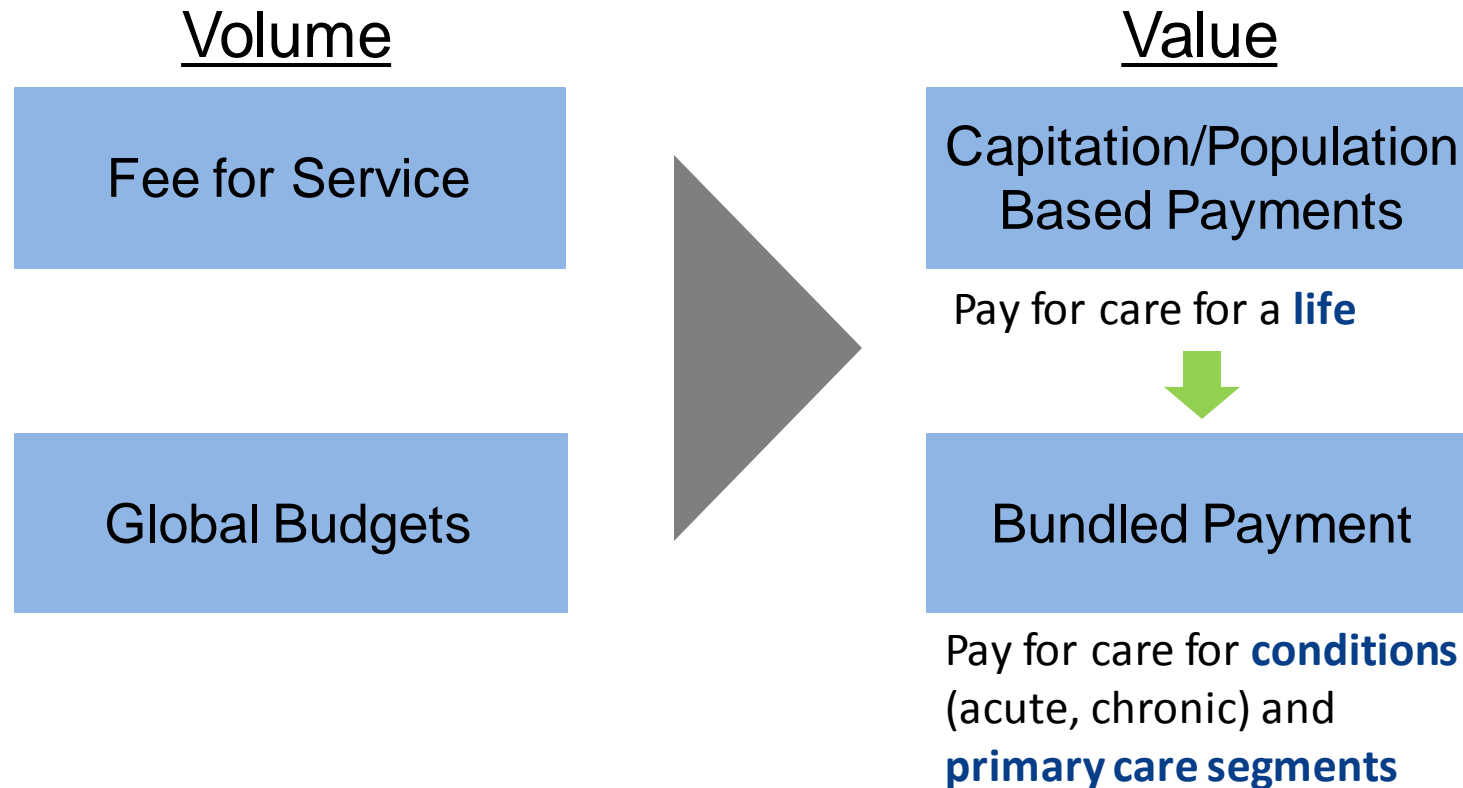 Volume
Fee for Service
Global Budgets
Value
Capitation/Population
Based Payments
Pay for care for a life
Bundled Payment
Pay for care for conditions
(acute, chronic) and
primary care segments